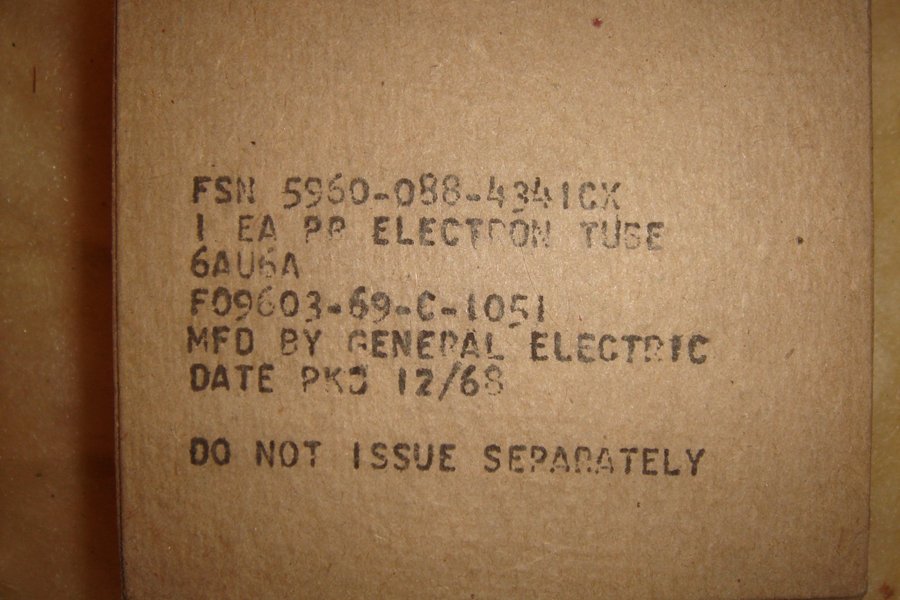 FSN 5960-088-4341CX
1 EA PR ELECTRON TUBE
6AU6A
F09603-69-C-1051
MFD BY GENERAL ELECTRIC
DATE PKD 12/68
DO NOT ISSUE SEPARATELY